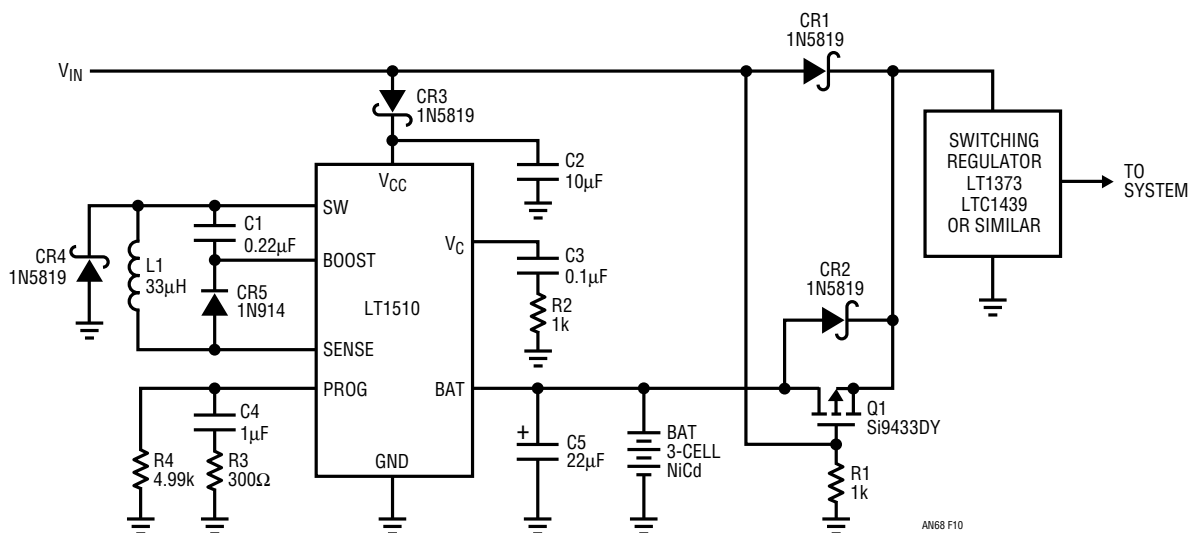 CR1
1N5819
VIN
CR3
1N5819
C2
10µF
SWITCHING
REGULATOR
LT1373
LTC1439
OR SIMILAR
TO
SYSTEM
VCC
SW
C1
0.22µF
BOOST
CR4
1N5819
L1
33µH
CR5
1N914
LT1510
VC
C3
0.1µF
R2
1k
CR2
1N5819
SENSE
PROG
BAT
C4
1µF
R4
4.99k
R3
300Ω
GND
+
C5
22µF
BAT
3-CELL
NiCd
Q1
Si9433DY
R1
1k
AN68 F10